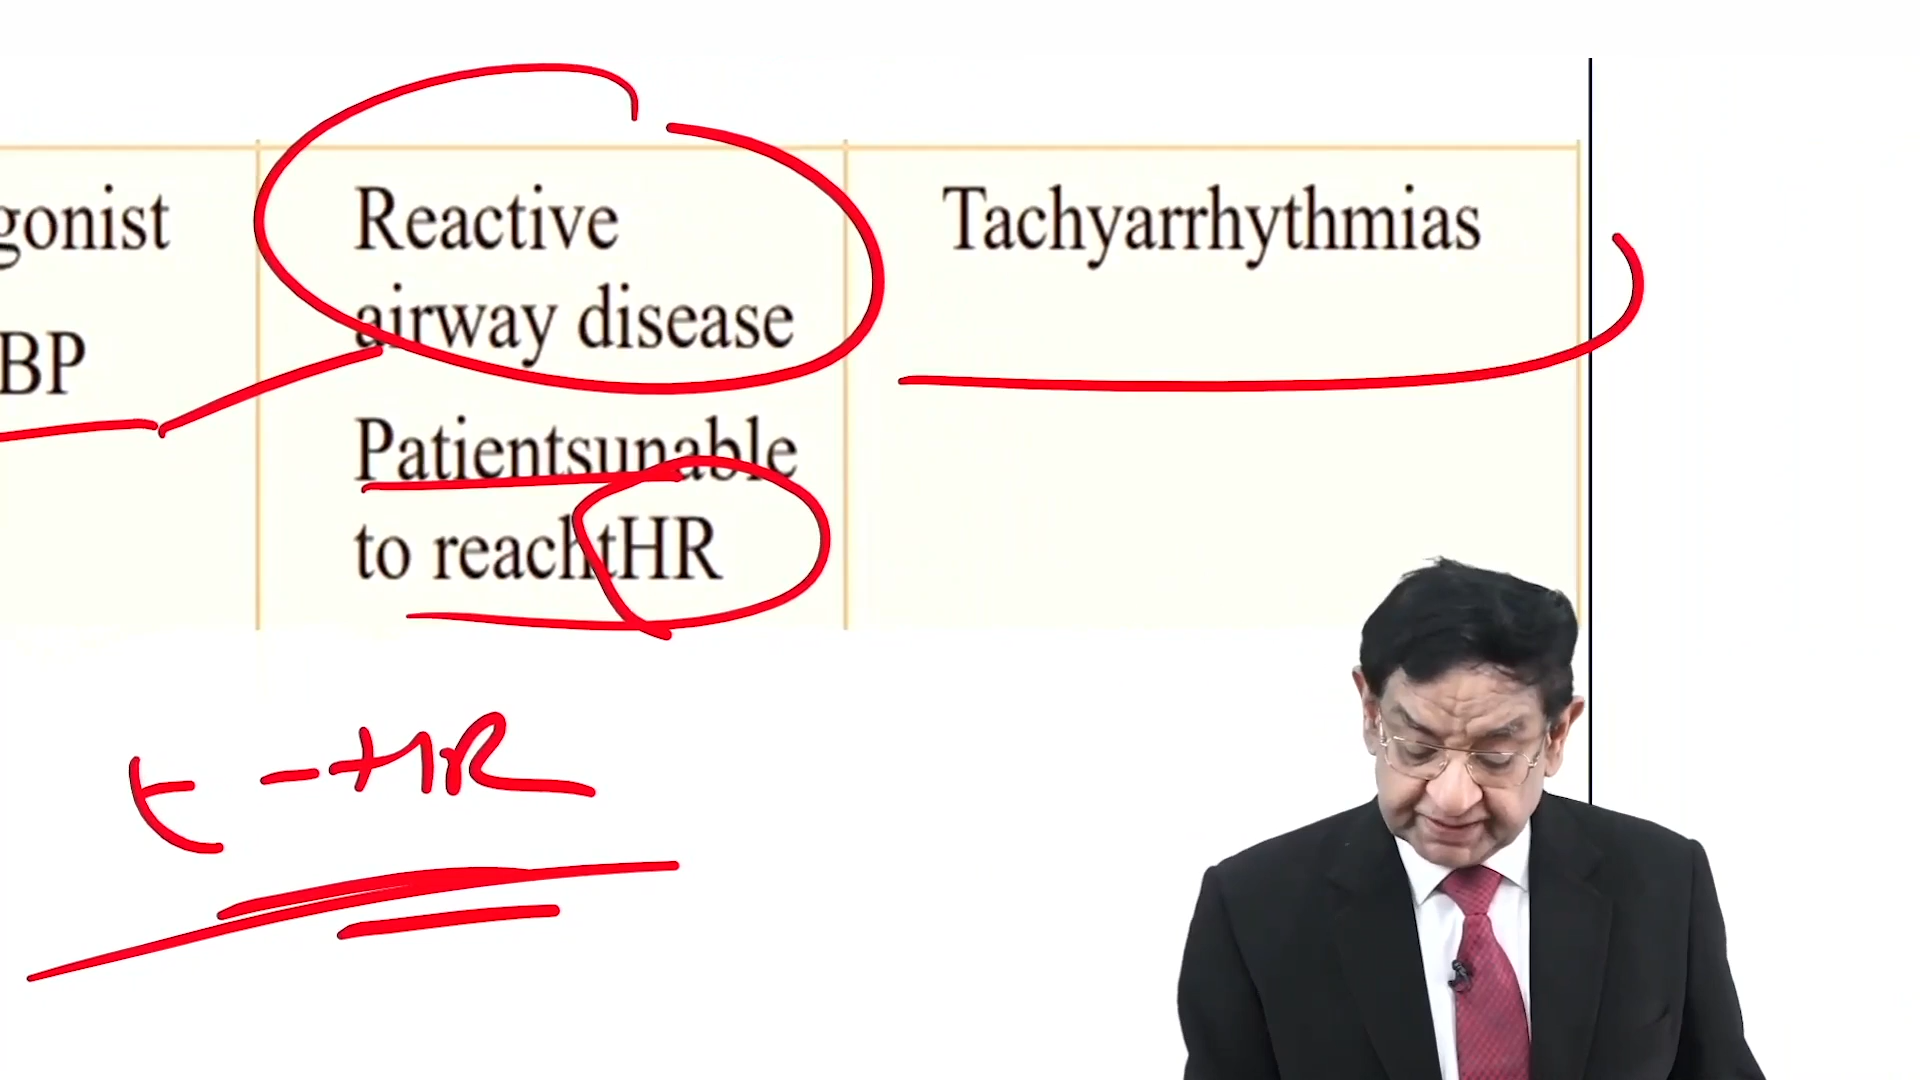 gonist
BP
Reactive
airway disease
Patientsunable
to reachtHR
Tachyarrhythmias
HR